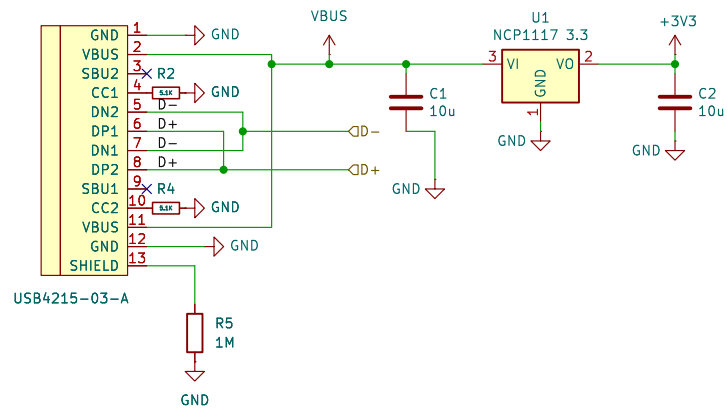 VBUS
U1
NCP1117 3.3
+3V3
GND 1 GND
VBUS 2
SBU2 3 R2
CC1 4 5.1K GND
DN2 5 D-
DP1 6 D+
DN1 7 D-
DP2 8 D+
SBU1 9 R4
CC2 10 5.1K GND
VBUS 11
GND 12 GND
SHIELD 13
USB4215-03-A
D-
D+
C1
10u
GND
3 VI VO 2
GND
1
GND
C2
10u
GND
R5
1M
GND